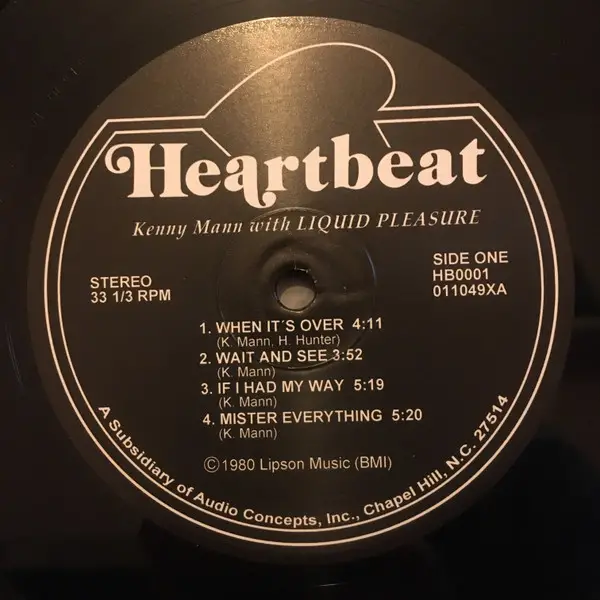 Heartbeat
Kenny Mann with LIQUID PLEASURE
STEREO
33 1/3 RPM
SIDE ONE
HB0001
011049XA
1. WHEN IT´S OVER 4:11
(K. Mann, H. Hunter)
2. WAIT AND SEE 3:52
(K. Mann)
3. IF I HAD MY WAY 5:19
(K. Mann)
4. MISTER EVERYTHING 5:20
(K. Mann)
©1980 Lipson Music (BMI)
A Subsidiary of Audio Concepts, Inc., Chapel Hill, N.C. 27514